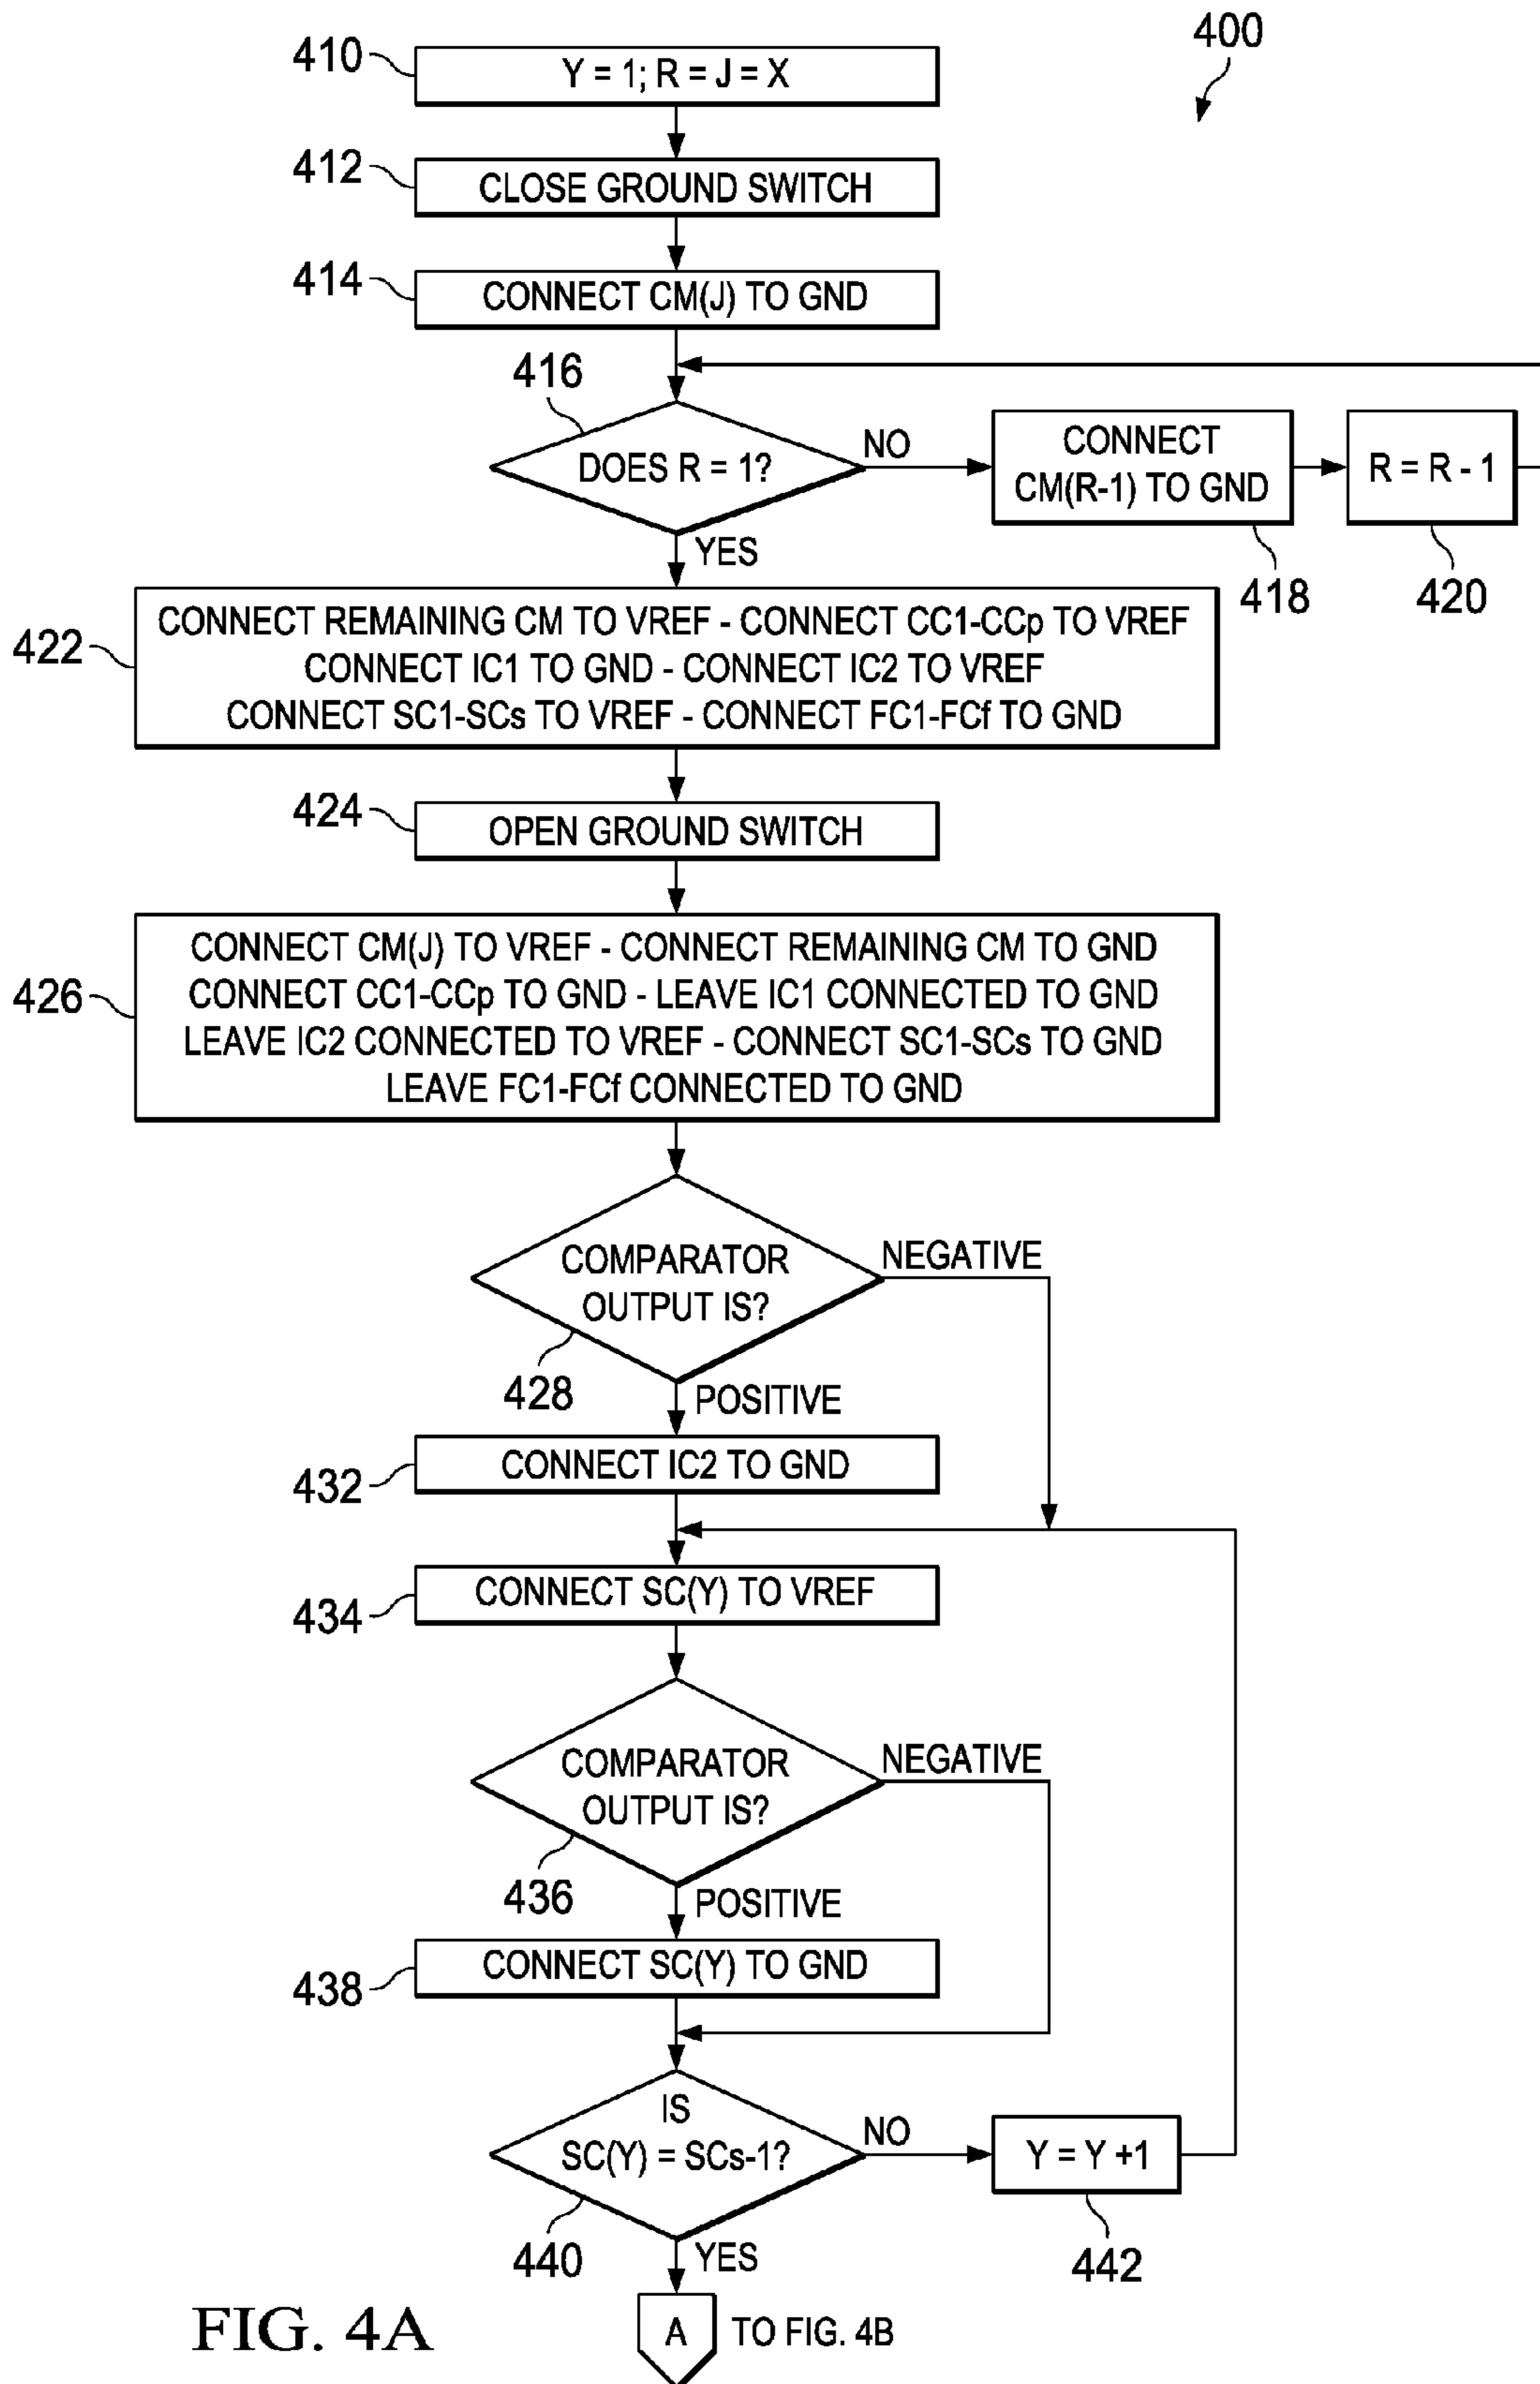 400
410
Y = 1; R = J = X
412
CLOSE GROUND SWITCH
414
CONNECT CM(J) TO GND
416
DOES R = 1?
NO
CONNECT
CM(R-1) TO GND
418
R = R - 1
420
YES
422
CONNECT REMAINING CM TO VREF - CONNECT CC1-CCp TO VREF
CONNECT IC1 TO GND - CONNECT IC2 TO VREF
CONNECT SC1-SCs TO VREF - CONNECT FC1-FCf TO GND
424
OPEN GROUND SWITCH
426
CONNECT CM(J) TO VREF - CONNECT REMAINING CM TO GND
CONNECT CC1-CCp TO GND - LEAVE IC1 CONNECTED TO GND
LEAVE IC2 CONNECTED TO VREF - CONNECT SC1-SCs TO GND
LEAVE FC1-FCf CONNECTED TO GND
COMPARATOR
OUTPUT IS?
NEGATIVE
428
POSITIVE
432
CONNECT IC2 TO GND
434
CONNECT SC(Y) TO VREF
COMPARATOR
OUTPUT IS?
NEGATIVE
436
POSITIVE
438
CONNECT SC(Y) TO GND
IS
SC(Y) = SCs-1?
NO
Y = Y +1
440
442
YES
A
TO FIG. 4B
FIG. 4A